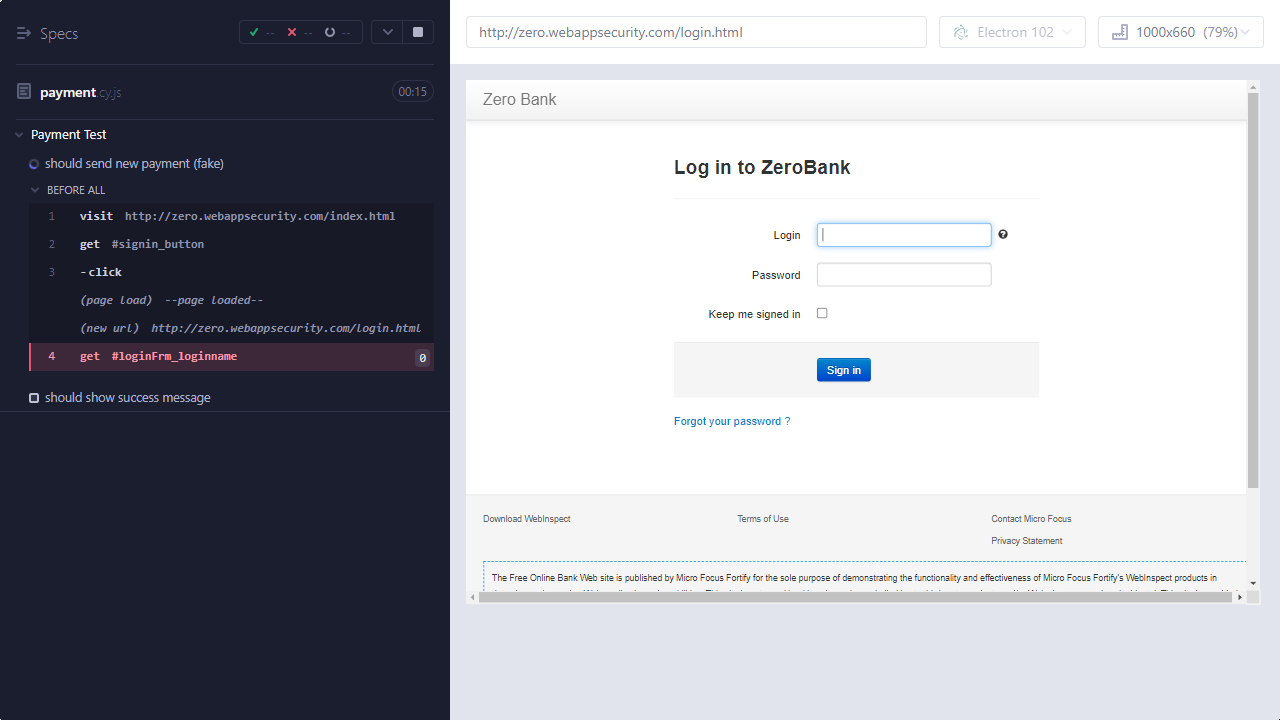 Specs
-- -- --
payment.cy.js 00:15
Payment Test
should send new payment (fake)
BEFORE ALL
1 visit http://zero.webappsecurity.com/index.html
2 get #signin_button
3 -click
(page load) --page loaded--
(new url) http://zero.webappsecurity.com/login.html
4 get #loginFrm_loginname 0
should show success message
http://zero.webappsecurity.com/login.html
Electron 102
1000x660 (79%)
Zero Bank
Log in to ZeroBank
Login
Password
Keep me signed in
Sign in
Forgot your password ?
Download WebInspect Terms of Use Contact Micro Focus
Privacy Statement
The Free Online Bank Web site is published by Micro Focus Fortify for the sole purpose of demonstrating the functionality and effectiveness of Micro Focus Fortify's WebInspect products in